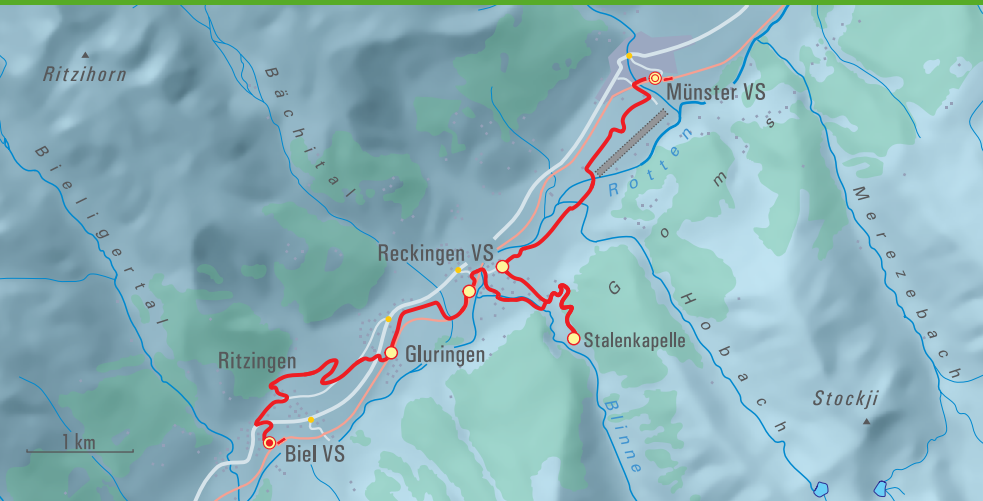 Ritzihorn
Bächital
Bieligertal
Münster VS
Rotten
Goms
Merezebach
Reckingen VS
Hobach
Stalenkapelle
Gluringen
Ritzingen
Stockji
Blinne
1 km
Biel VS